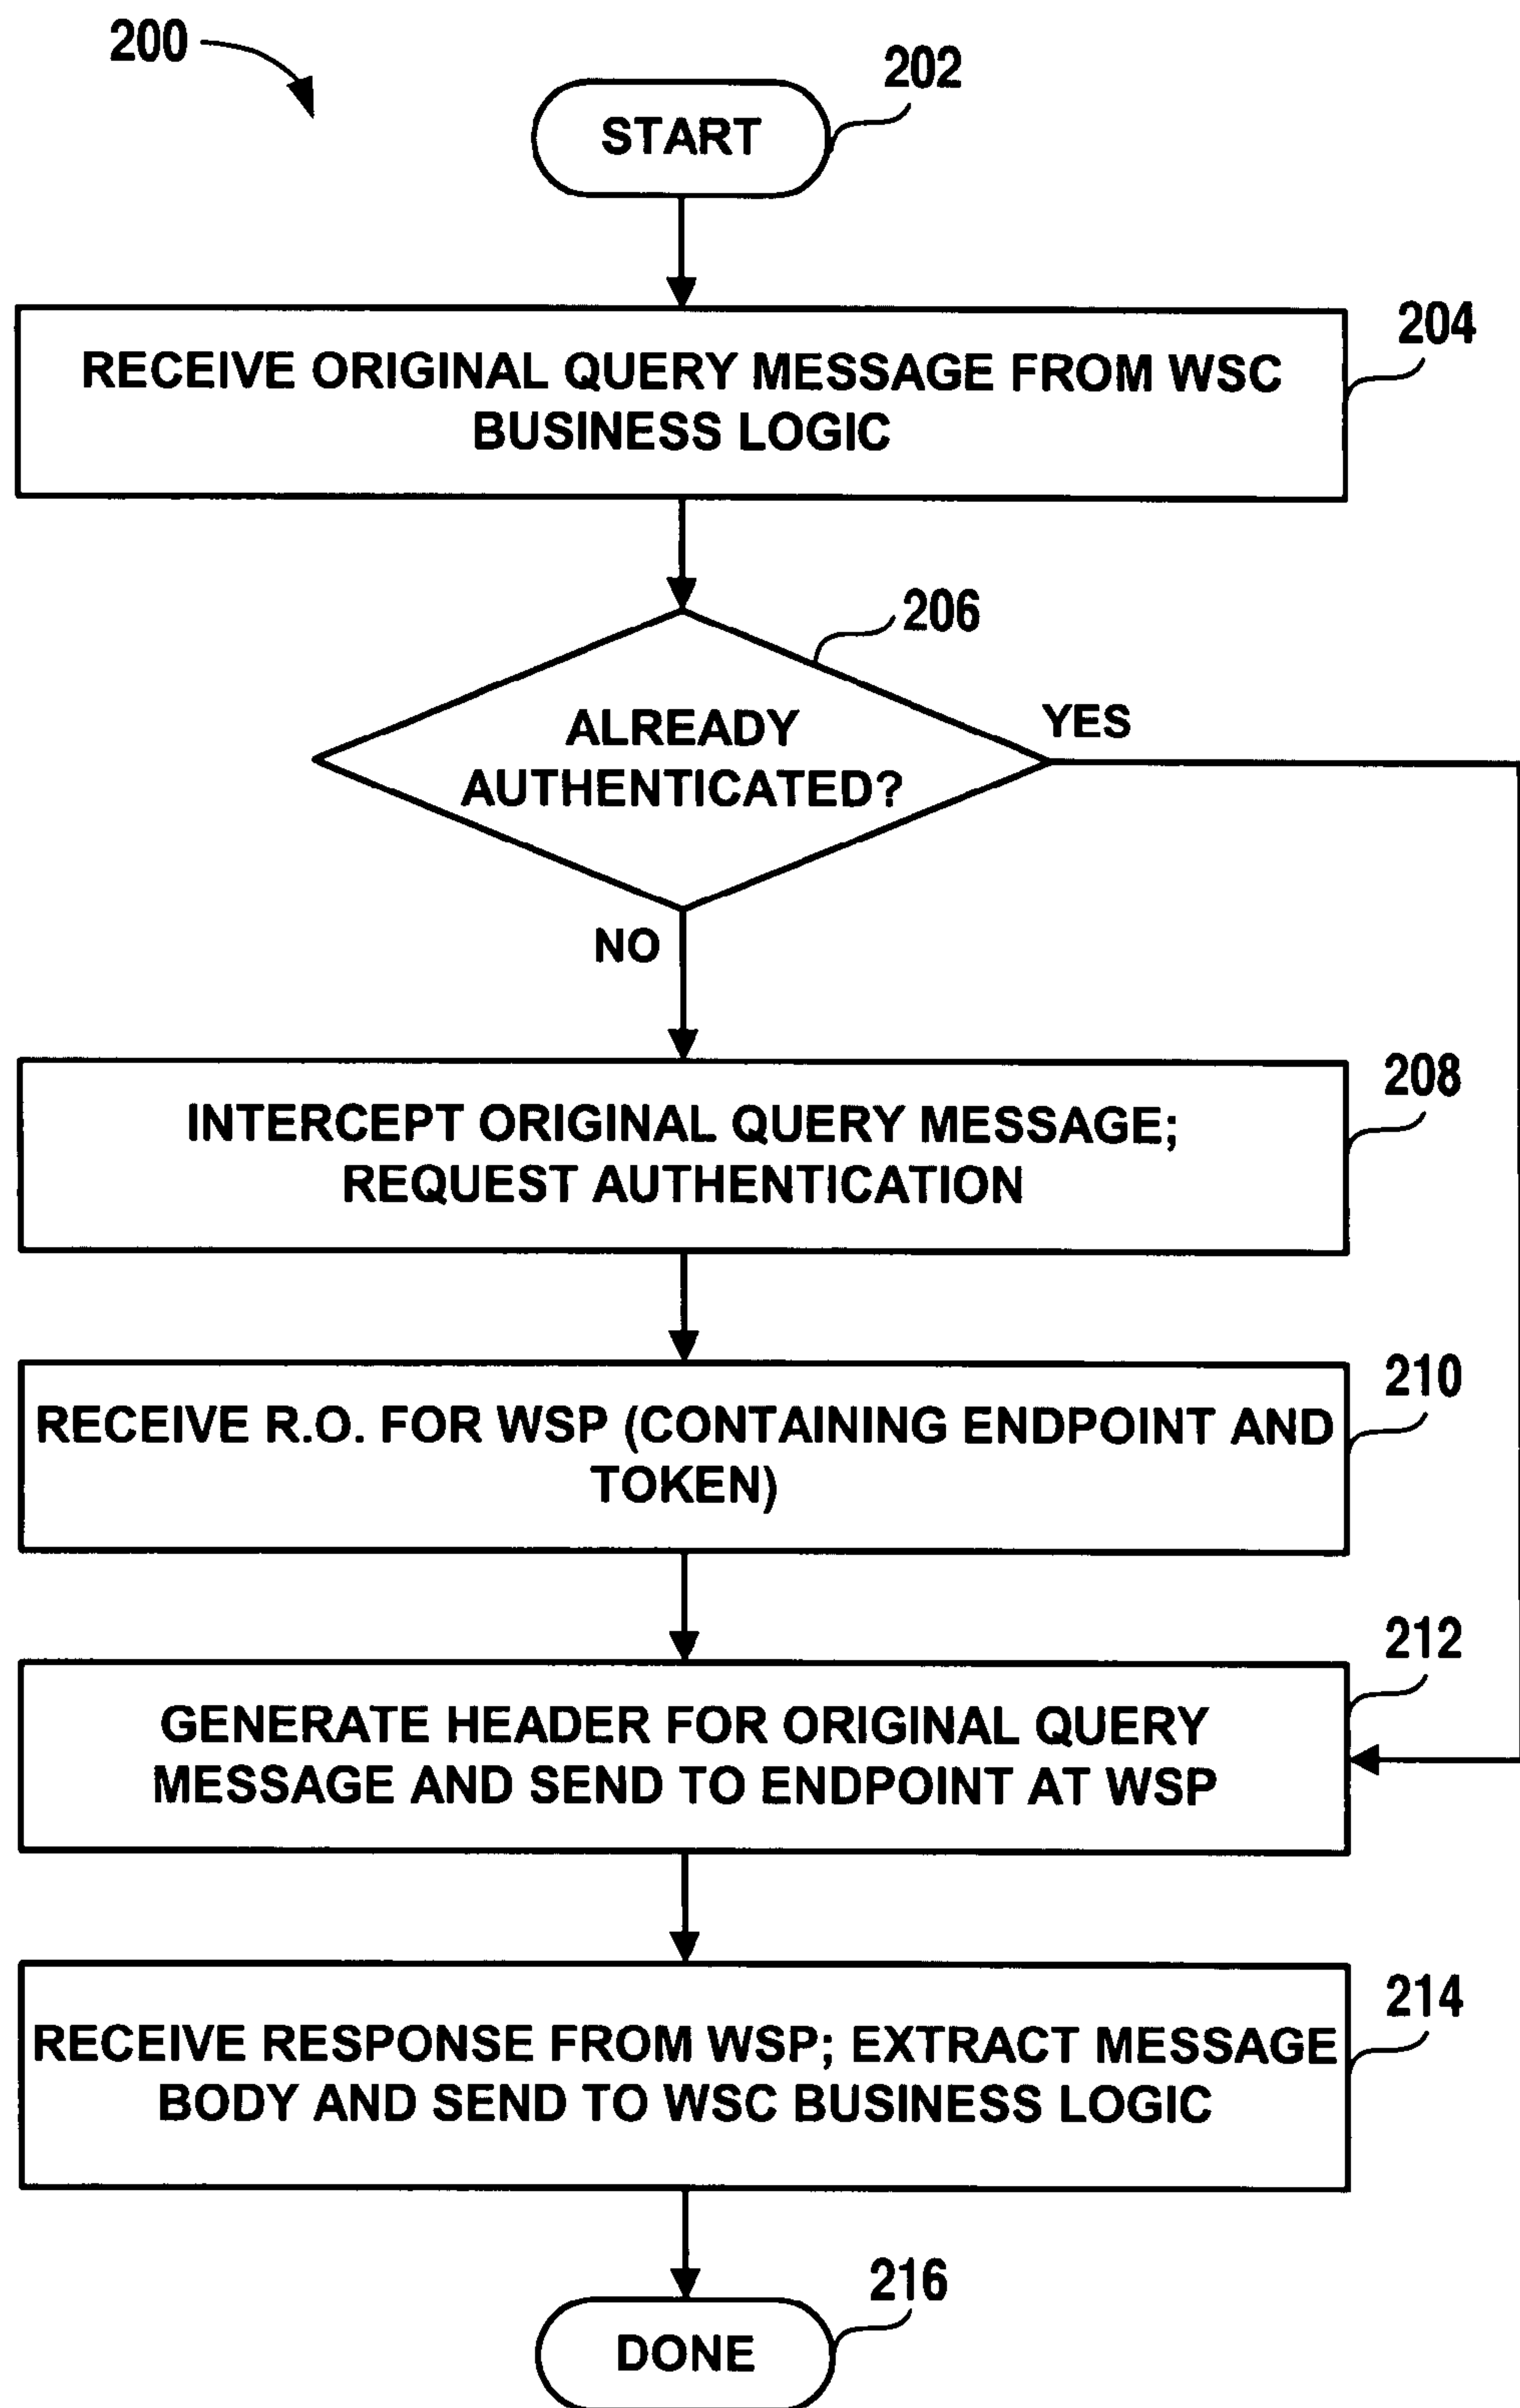 200
202
START
204
RECEIVE ORIGINAL QUERY MESSAGE FROM WSC
BUSINESS LOGIC
206
ALREADY
AUTHENTICATED?
YES
NO
208
INTERCEPT ORIGINAL QUERY MESSAGE;
REQUEST AUTHENTICATION
210
RECEIVE R.O. FOR WSP (CONTAINING ENDPOINT AND
TOKEN)
212
GENERATE HEADER FOR ORIGINAL QUERY
MESSAGE AND SEND TO ENDPOINT AT WSP
214
RECEIVE RESPONSE FROM WSP; EXTRACT MESSAGE
BODY AND SEND TO WSC BUSINESS LOGIC
216
DONE